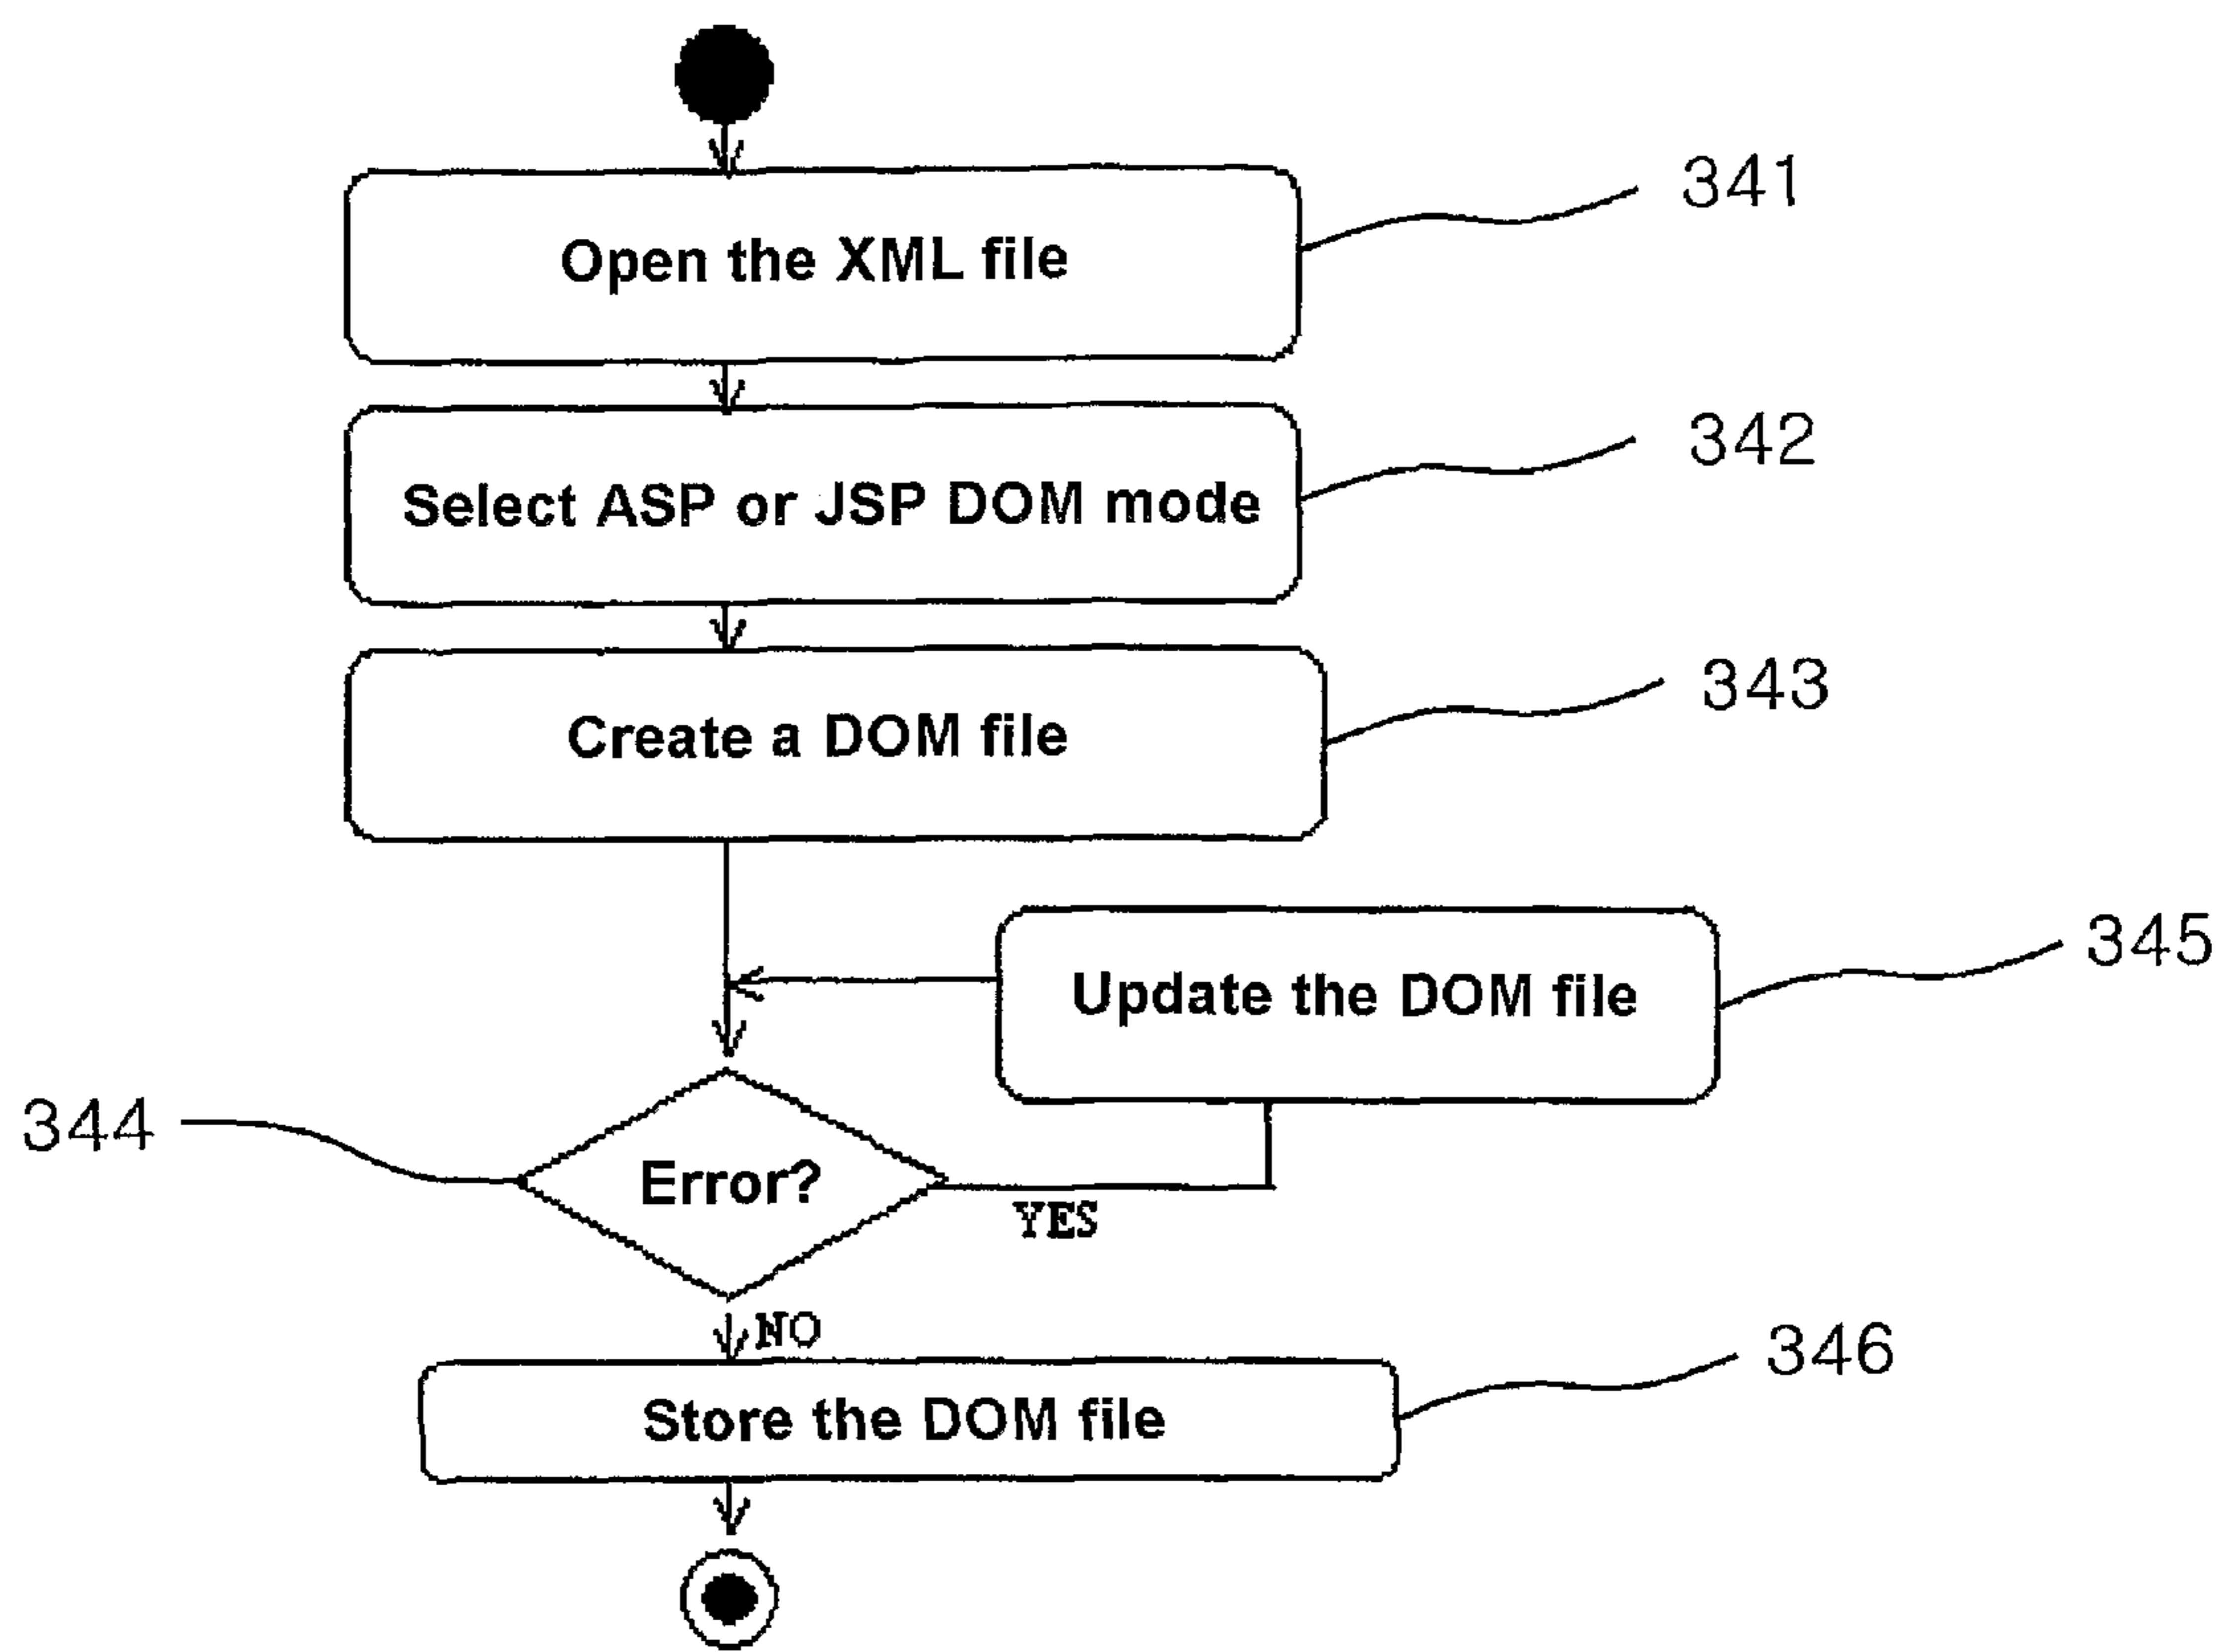 341
Open the XML file
342
Select ASP or JSP DOM mode
343
Create a DOM file
345
Update the DOM file
344
Error?
YES
NO
346
Store the DOM file